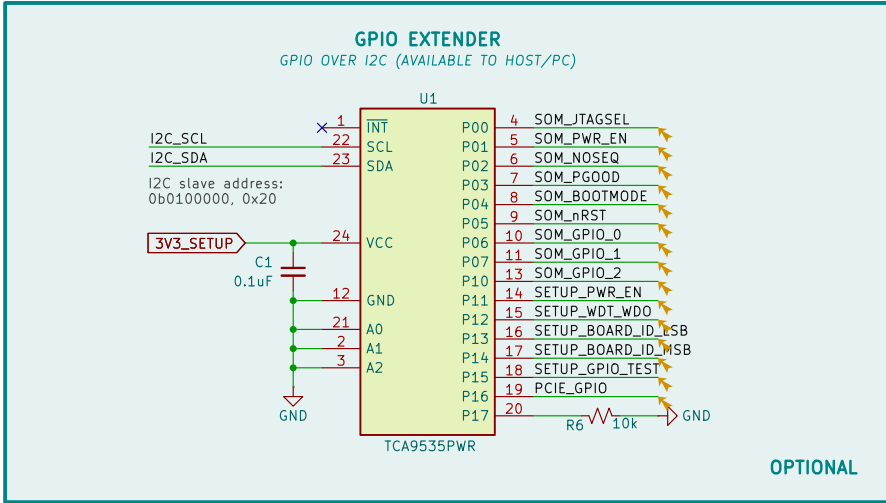 GPIO EXTENDER
GPIO OVER I2C (AVAILABLE TO HOST/PC)
U1
1 INT P00 4 SOM_JTAGSEL
I2C_SCL 22 SCL P01 5 SOM_PWR_EN
I2C_SDA 23 SDA P02 6 SOM_NOSEQ
I2C slave address:
0b0100000, 0x20
P03 7 SOM_PGOOD
P04 8 SOM_BOOTMODE
P05 9 SOM_nRST
3V3_SETUP 24 VCC P06 10 SOM_GPIO_0
C1
0.1uF
P07 11 SOM_GPIO_1
P10 13 SOM_GPIO_2
12 GND P11 14 SETUP_PWR_EN
P12 15 SETUP_WDT_WDO
21 A0 P13 16 SETUP_BOARD_ID_LSB
2 A1 P14 17 SETUP_BOARD_ID_MSB
3 A2 P15 18 SETUP_GPIO_TEST
P16 19 PCIE_GPIO
GND P17 20 R6 10k GND
TCA9535PWR
OPTIONAL